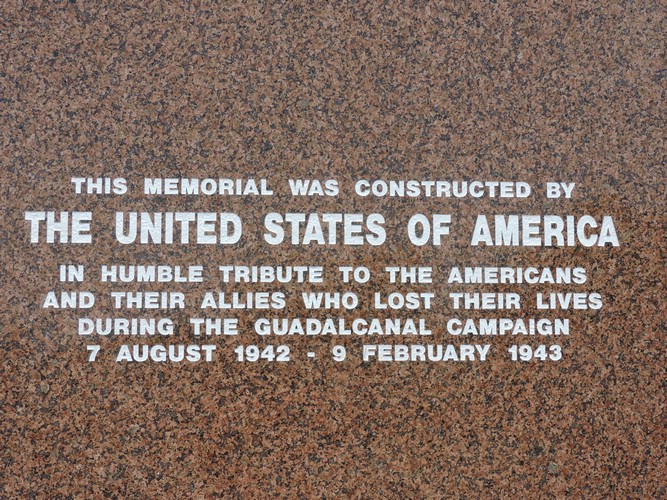 THIS MEMORIAL WAS CONSTRUCTED BY
THE UNITED STATES OF AMERICA
IN HUMBLE TRIBUTE TO THE AMERICANS
AND THEIR ALLIES WHO LOST THEIR LIVES
DURING THE GUADALCANAL CAMPAIGN
7 AUGUST 1942 - 9 FEBRUARY 1943